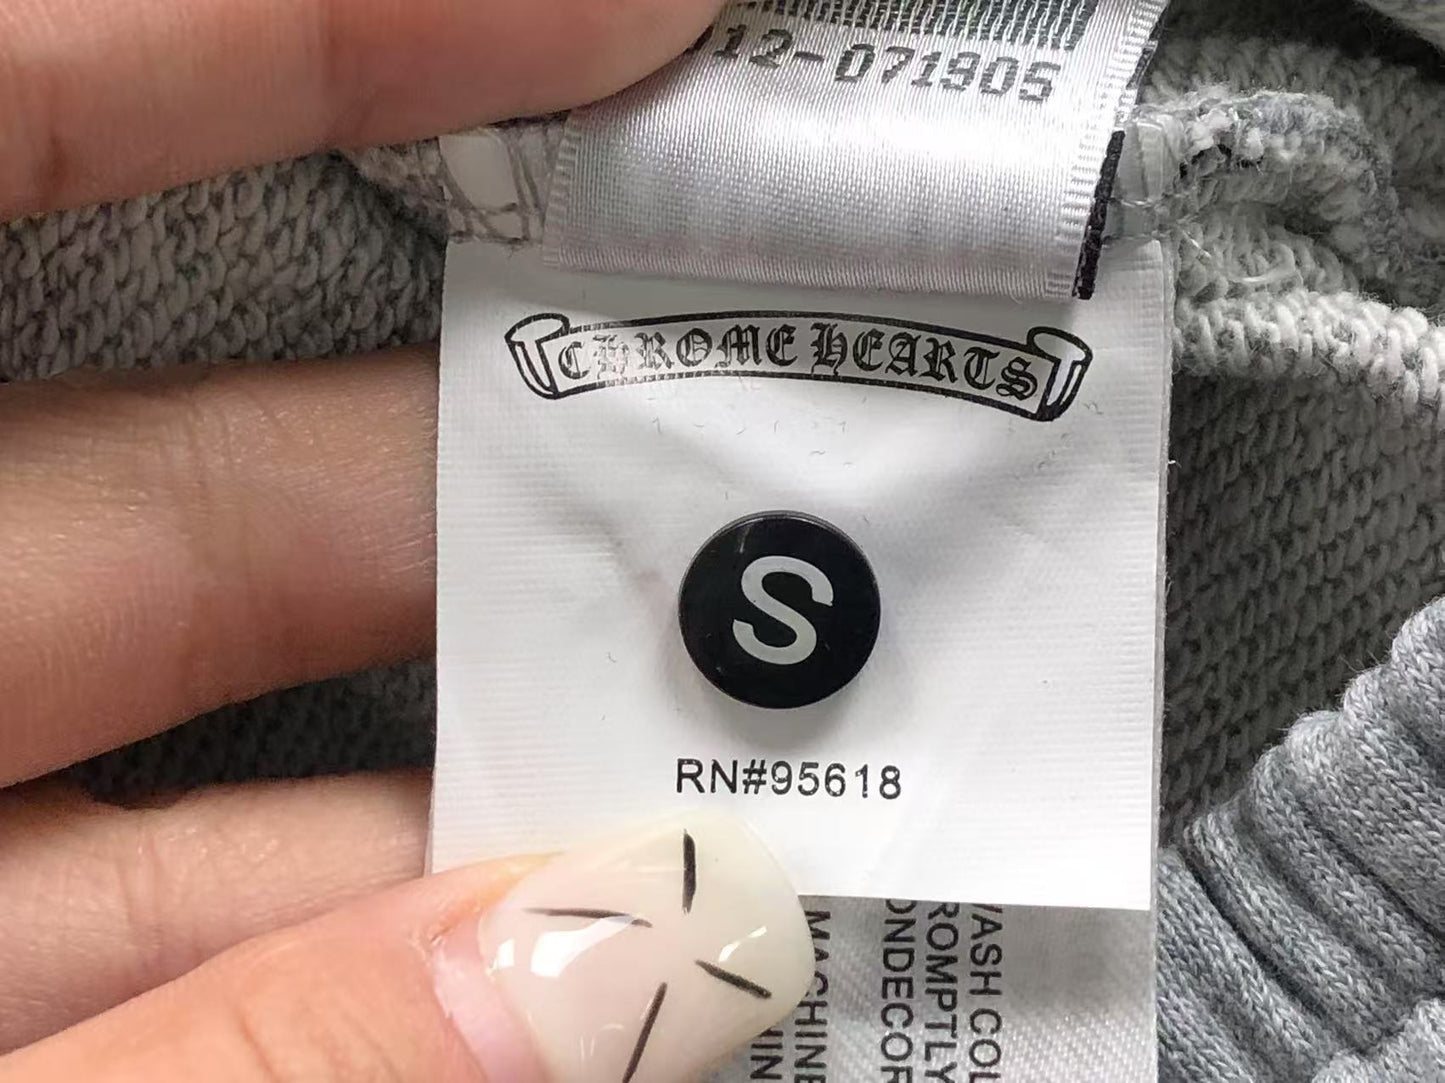 12-071905
CHROME HEARTS
S
RN#95618
WASH COL
ROMPTLY
ONDECOR
MACHINE